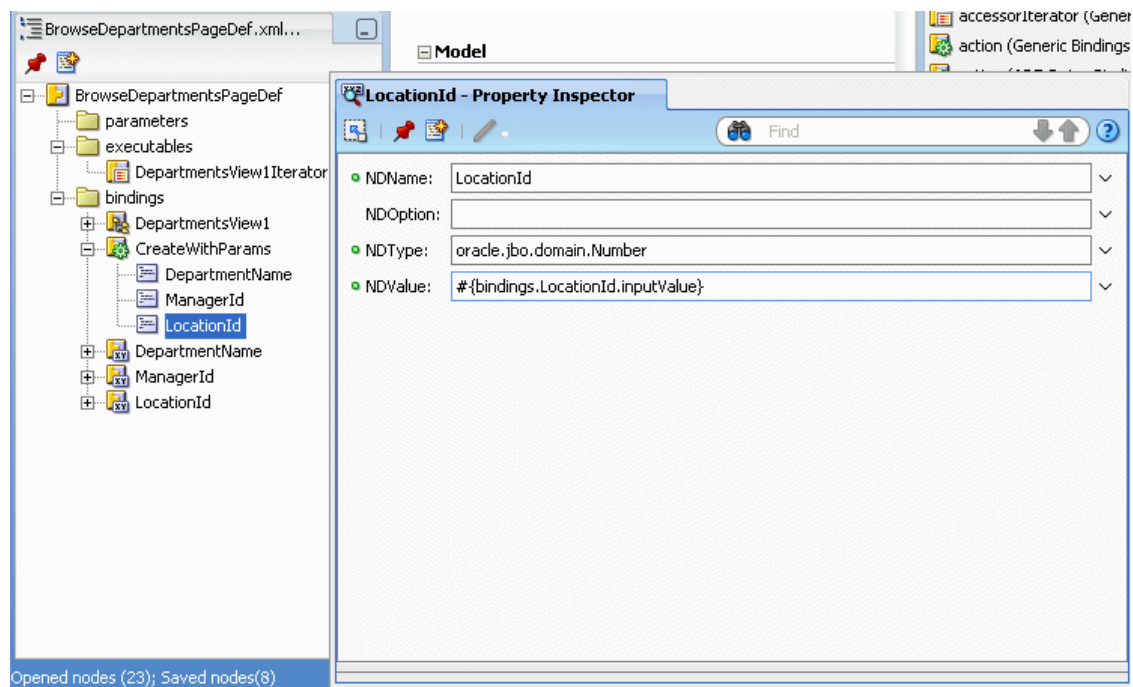 BrowseDepartmentsPageDef.xml...
BrowseDepartmentsPageDef
parameters
executables
DepartmentsView1Iterator
bindings
DepartmentsView1
CreateWithParams
DepartmentName
ManagerId
LocationId
DepartmentName
ManagerId
LocationId
Opened nodes (23); Saved nodes(8)
Model
accessorIterator (Gener
action (Generic Bindings
LocationId - Property Inspector
Find
NDName: LocationId
NDOption:
NDType: oracle.jbo.domain.Number
NDValue: #{bindings.LocationId.inputValue}